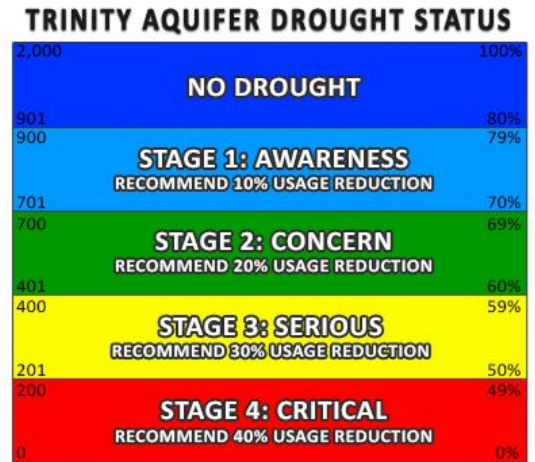 TRINITY AQUIFER DROUGHT STATUS
2,000 100%
NO DROUGHT
901 80%
900 79%
STAGE 1: AWARENESS
RECOMMEND 10% USAGE REDUCTION
701 70%
700 69%
STAGE 2: CONCERN
RECOMMEND 20% USAGE REDUCTION
401 60%
400 59%
STAGE 3: SERIOUS
RECOMMEND 30% USAGE REDUCTION
201 50%
200 49%
STAGE 4: CRITICAL
RECOMMEND 40% USAGE REDUCTION
0 0%